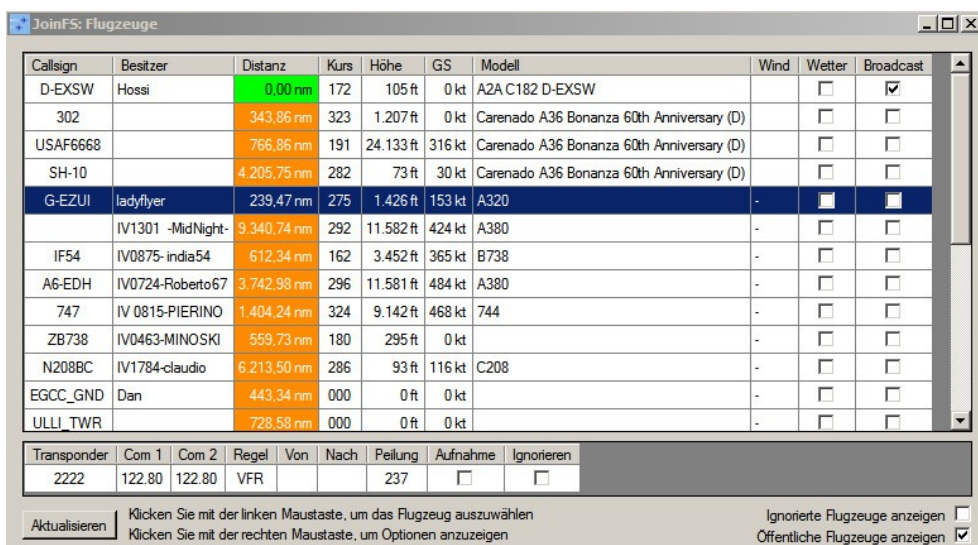 JoinFS: Flugzeuge
Callsign Besitzer Distanz Kurs Höhe GS Modell Wind Wetter Broadcast
D-EXSW Hossi 0,00 nm 172 105 ft 0 kt A2A C182 D-EXSW
302 343,86 nm 323 1.207 ft 0 kt Carenado A36 Bonanza 60th Anniversary (D)
USAF6668 766,86 nm 191 24.133 ft 316 kt Carenado A36 Bonanza 60th Anniversary (D)
SH-10 4.205,75 nm 282 73 ft 30 kt Carenado A36 Bonanza 60th Anniversary (D)
G-EZUI ladyflyer 239,47 nm 275 1.426 ft 153 kt A320 -
IV1301 -MidNight- 9.340,74 nm 292 11.582 ft 424 kt A380 -
IF54 IV0875- india54 612,34 nm 162 3.452 ft 365 kt B738 -
A6-EDH IV0724-Roberto67 3.742,98 nm 296 11.581 ft 484 kt A380 -
747 IV 0815-PIERINO 1.404,24 nm 324 9.142 ft 468 kt 744 -
ZB738 IV0463-MINOSKI 559,73 nm 180 295 ft 0 kt -
N208BC IV1784-claudio 6.213,50 nm 286 93 ft 116 kt C208 -
EGCC_GND Dan 443,34 nm 000 0 ft 0 kt -
ULLI_TWR 728,58 nm 000 0 ft 0 kt -
Transponder Com 1 Com 2 Regel Von Nach Peilung Aufnahme Ignorieren
2222 122.80 122.80 VFR 237
Aktualisieren
Klicken Sie mit der linken Maustaste, um das Flugzeug auszuwählen
Klicken Sie mit der rechten Maustaste, um Optionen anzuzeigen
Ignorierte Flugzeuge anzeigen
Öffentliche Flugzeuge anzeigen